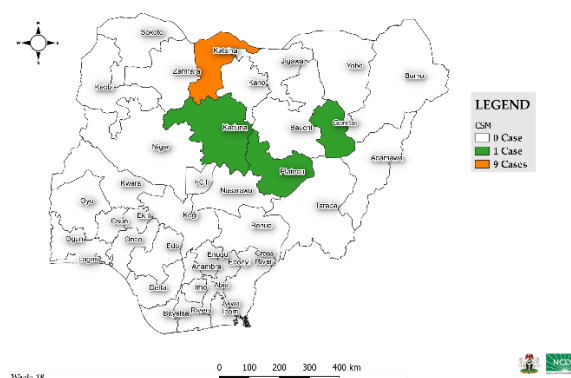 Sokoto
Katsina
Jigawa
Yobe
Borno
Zamfara
Kebbi
Kano
Kaduna
Bauchi
Gombe
Niger
Adamawa
Plateau
FCT
Kwara
Nasarawa
Taraba
Oyo
Kogi
Ekiti
Osun
Benue
Ondo
Ogun
Edo
Lagos
Enugu
Ebony
Cross
River
Anambra
Imo
Abia
Delta
Akwa
Ibom
Rivers
Bayelsa
LEGEND
CSM
0 Case
1 Case
9 Cases
0 100 200 300 400 km
NCDC